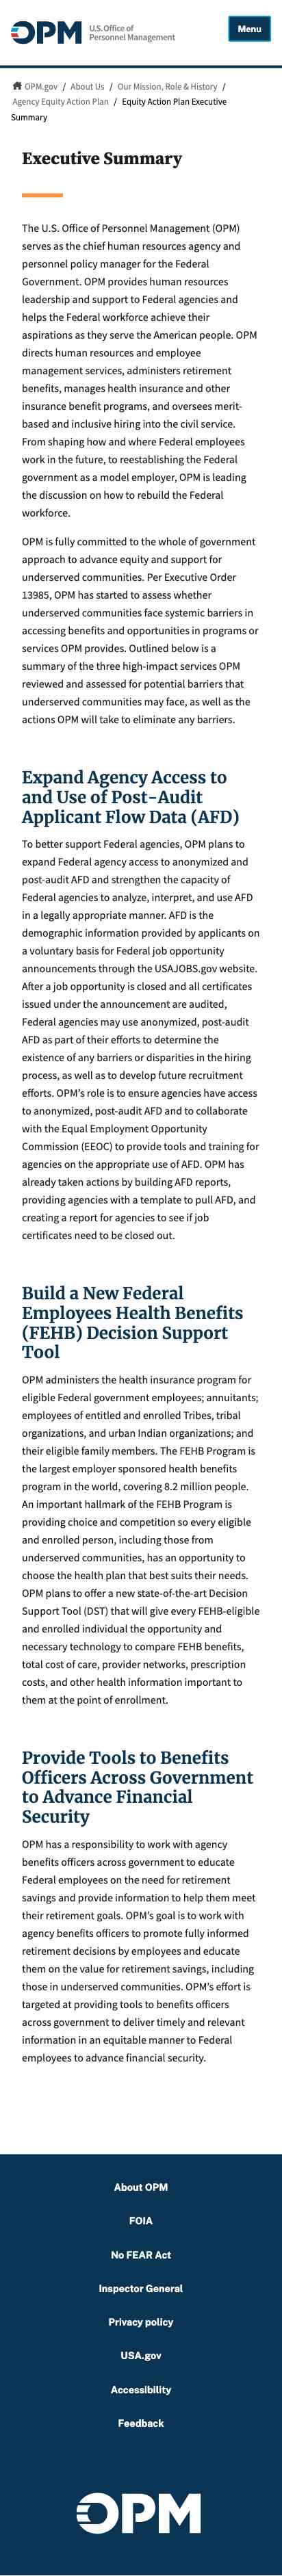 OPM
U.S. Office of
Personnel Management
Menu
OPM.gov / About Us / Our Mission, Role & History /
Agency Equity Action Plan / Equity Action Plan Executive
Summary
Executive Summary
The U.S. Office of Personnel Management (OPM)
serves as the chief human resources agency and
personnel policy manager for the Federal
Government. OPM provides human resources
leadership and support to Federal agencies and
helps the Federal workforce achieve their
aspirations as they serve the American people. OPM
directs human resources and employee
management services, administers retirement
benefits, manages health insurance and other
insurance benefit programs, and oversees merit-
based and inclusive hiring into the civil service.
From shaping how and where Federal employees
work in the future, to reestablishing the Federal
government as a model employer, OPM is leading
the discussion on how to rebuild the Federal
workforce.
OPM is fully committed to the whole of government
approach to advance equity and support for
underserved communities. Per Executive Order
13985, OPM has started to assess whether
underserved communities face systemic barriers in
accessing benefits and opportunities in programs or
services OPM provides. Outlined below is a
summary of the three high-impact services OPM
reviewed and assessed for potential barriers that
underserved communities may face, as well as the
actions OPM will take to eliminate any barriers.
Expand Agency Access to
and Use of Post-Audit
Applicant Flow Data (AFD)
To better support Federal agencies, OPM plans to
expand Federal agency access to anonymized and
post-audit AFD and strengthen the capacity of
Federal agencies to analyze, interpret, and use AFD
in a legally appropriate manner. AFD is the
demographic information provided by applicants on
a voluntary basis for Federal job opportunity
announcements through the USAJOBS.gov website.
After a job opportunity is closed and all certificates
issued under the announcement are audited,
Federal agencies may use anonymized, post-audit
AFD as part of their efforts to determine the
existence of any barriers or disparities in the hiring
process, as well as to develop future recruitment
efforts. OPM's role is to ensure agencies have access
to anonymized, post-audit AFD and to collaborate
with the Equal Employment Opportunity
Commission (EEOC) to provide tools and training for
agencies on the appropriate use of AFD. OPM has
already taken actions by building AFD reports,
providing agencies with a template to pull AFD, and
creating a report for agencies to see if job
certificates need to be closed out.
Build a New Federal
Employees Health Benefits
(FEHB) Decision Support
Tool
OPM administers the health insurance program for
eligible Federal government employees; annuitants;
employees of entitled and enrolled Tribes, tribal
organizations, and urban Indian organizations; and
their eligible family members. The FEHB Program is
the largest employer sponsored health benefits
program in the world, covering 8.2 million people.
An important hallmark of the FEHB Program is
providing choice and competition so every eligible
and enrolled person, including those from
underserved communities, has an opportunity to
choose the health plan that best suits their needs.
OPM plans to offer a new state-of-the-art Decision
Support Tool (DST) that will give every FEHB-eligible
and enrolled individual the opportunity and
necessary technology to compare FEHB benefits,
total cost of care, provider networks, prescription
costs, and other health information important to
them at the point of enrollment.
Provide Tools to Benefits
Officers Across Government
to Advance Financial
Security
OPM has a responsibility to work with agency
benefits officers across government to educate
Federal employees on the need for retirement
savings and provide information to help them meet
their retirement goals. OPM's goal is to work with
agency benefits officers to promote fully informed
retirement decisions by employees and educate
them on the value for retirement savings, including
those in underserved communities. OPM's effort is
targeted at providing tools to benefits officers
across government to deliver timely and relevant
information in an equitable manner to Federal
employees to advance financial security.
About OPM
FOIA
No FEAR Act
Inspector General
Privacy policy
USA.gov
Accessibility
Feedback
OPM